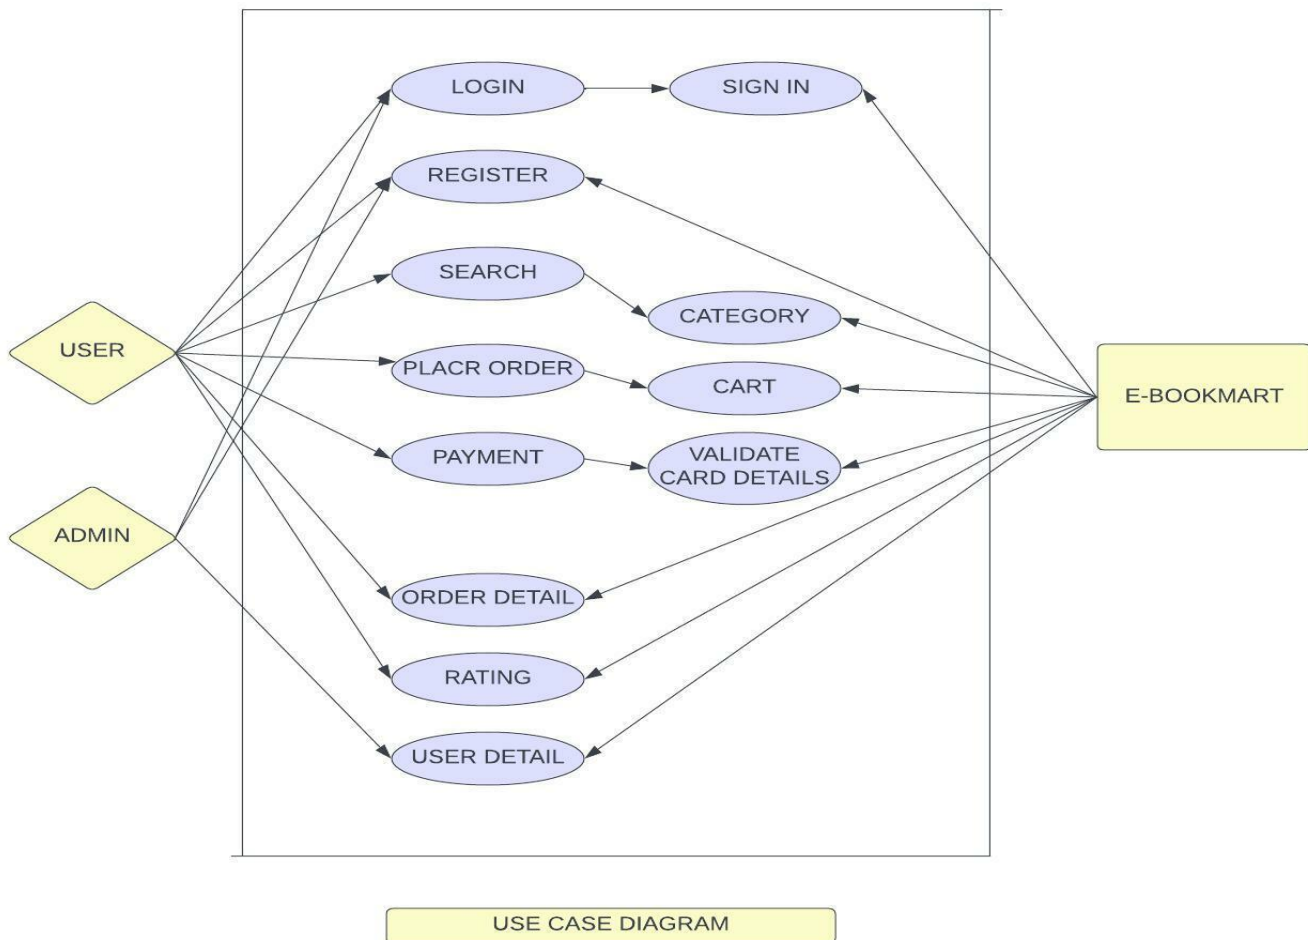 LOGIN
SIGN IN
REGISTER
SEARCH
CATEGORY
USER
PLACR ORDER
CART
E-BOOKMART
PAYMENT
VALIDATE
CARD DETAILS
ADMIN
ORDER DETAIL
RATING
USER DETAIL
USE CASE DIAGRAM